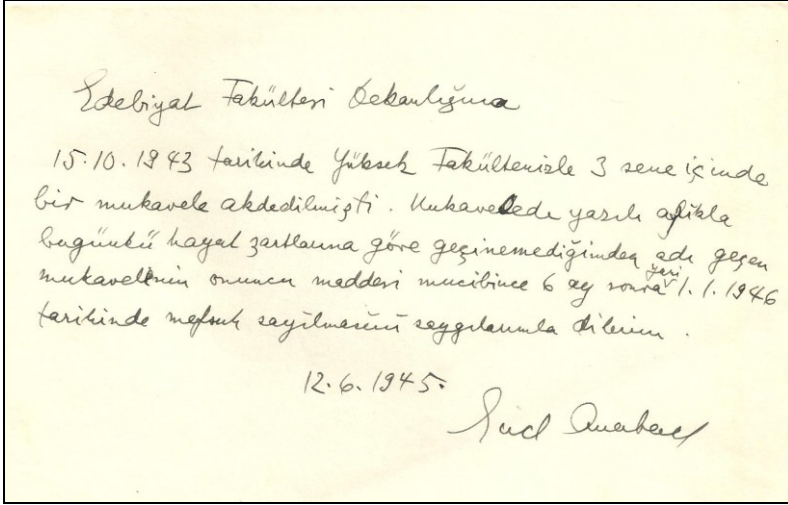 Edebiyat Fakültesi Dekanlığına
15.10.1943 tarihinde Yüksek Fakültenizle 3 sene içinde
bir mukavele akdedilmişti. Mukavelede yazılı aylıkla
bugünkü hayat şartlarına göre geçinemediğimden adı geçen
mukavelenin onuncu maddesi mucibince 6 ay sonra yani 1.1.1946
tarihinde mefsuh sayılmasını saygılarımla dilerim.
12.6.1945.
Erich Auerbach